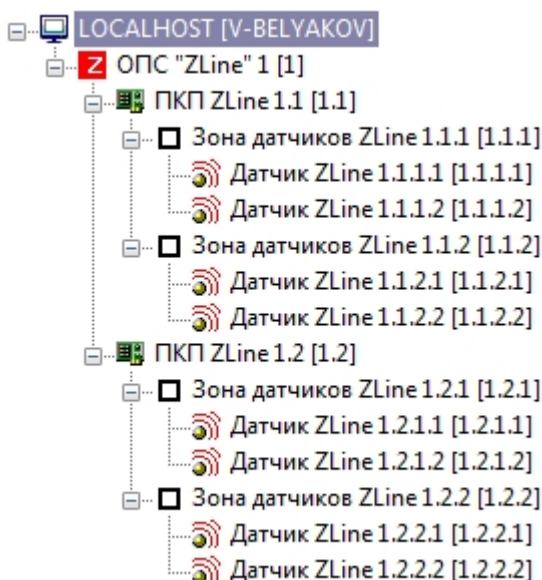 LOCALHOST [V-BELYAKOV]
Z ОПС "ZLine" 1 [1]
ПКП ZLine 1.1 [1.1]
Зона датчиков ZLine 1.1.1 [1.1.1]
Датчик ZLine 1.1.1.1 [1.1.1.1]
Датчик ZLine 1.1.1.2 [1.1.1.2]
Зона датчиков ZLine 1.1.2 [1.1.2]
Датчик ZLine 1.1.2.1 [1.1.2.1]
Датчик ZLine 1.1.2.2 [1.1.2.2]
ПКП ZLine 1.2 [1.2]
Зона датчиков ZLine 1.2.1 [1.2.1]
Датчик ZLine 1.2.1.1 [1.2.1.1]
Датчик ZLine 1.2.1.2 [1.2.1.2]
Зона датчиков ZLine 1.2.2 [1.2.2]
Датчик ZLine 1.2.2.1 [1.2.2.1]
Датчик ZLine 1.2.2.2 [1.2.2.2]